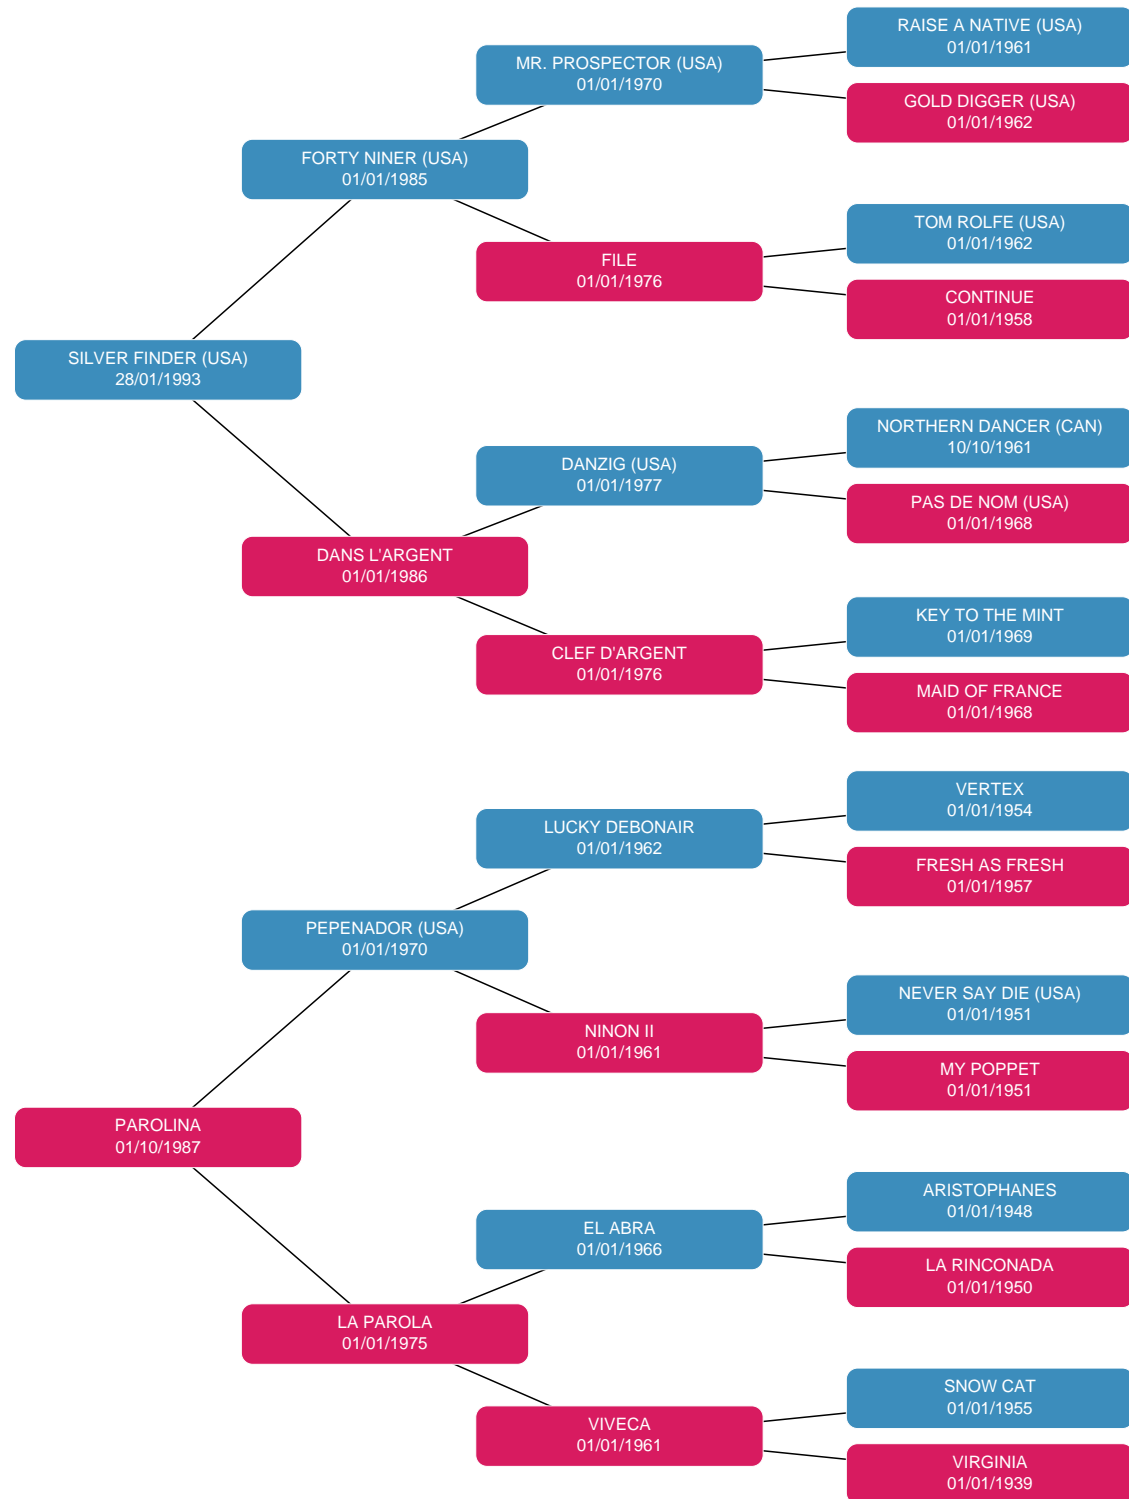 RAISE A NATIVE (USA)
01/01/1961
MR. PROSPECTOR (USA)
01/01/1970
GOLD DIGGER (USA)
01/01/1962
FORTY NINER (USA)
01/01/1985
TOM ROLFE (USA)
01/01/1962
FILE
01/01/1976
CONTINUE
01/01/1958
SILVER FINDER (USA)
28/01/1993
NORTHERN DANCER (CAN)
10/10/1961
DANZIG (USA)
01/01/1977
PAS DE NOM (USA)
01/01/1968
DANS L'ARGENT
01/01/1986
KEY TO THE MINT
01/01/1969
CLEF D'ARGENT
01/01/1976
MAID OF FRANCE
01/01/1968
VERTEX
01/01/1954
LUCKY DEBONAIR
01/01/1962
FRESH AS FRESH
01/01/1957
PEPENADOR (USA)
01/01/1970
NEVER SAY DIE (USA)
01/01/1951
NINON II
01/01/1961
MY POPPET
01/01/1951
PAROLINA
01/10/1987
ARISTOPHANES
01/01/1948
EL ABRA
01/01/1966
LA RINCONADA
01/01/1950
LA PAROLA
01/01/1975
SNOW CAT
01/01/1955
VIVECA
01/01/1961
VIRGINIA
01/01/1939